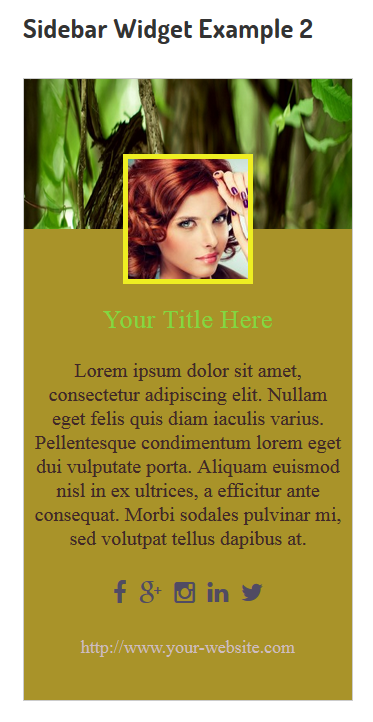 Sidebar Widget Example 2
Your Title Here
Lorem ipsum dolor sit amet,
consectetur adipiscing elit. Nullam
eget felis quis diam iaculis varius.
Pellentesque condimentum lorem eget
dui vulputate porta. Aliquam euismod
nisl in ex ultrices, a efficitur ante
consequat. Morbi sodales pulvinar mi,
sed volutpat tellus dapibus at.
http://www.your-website.com